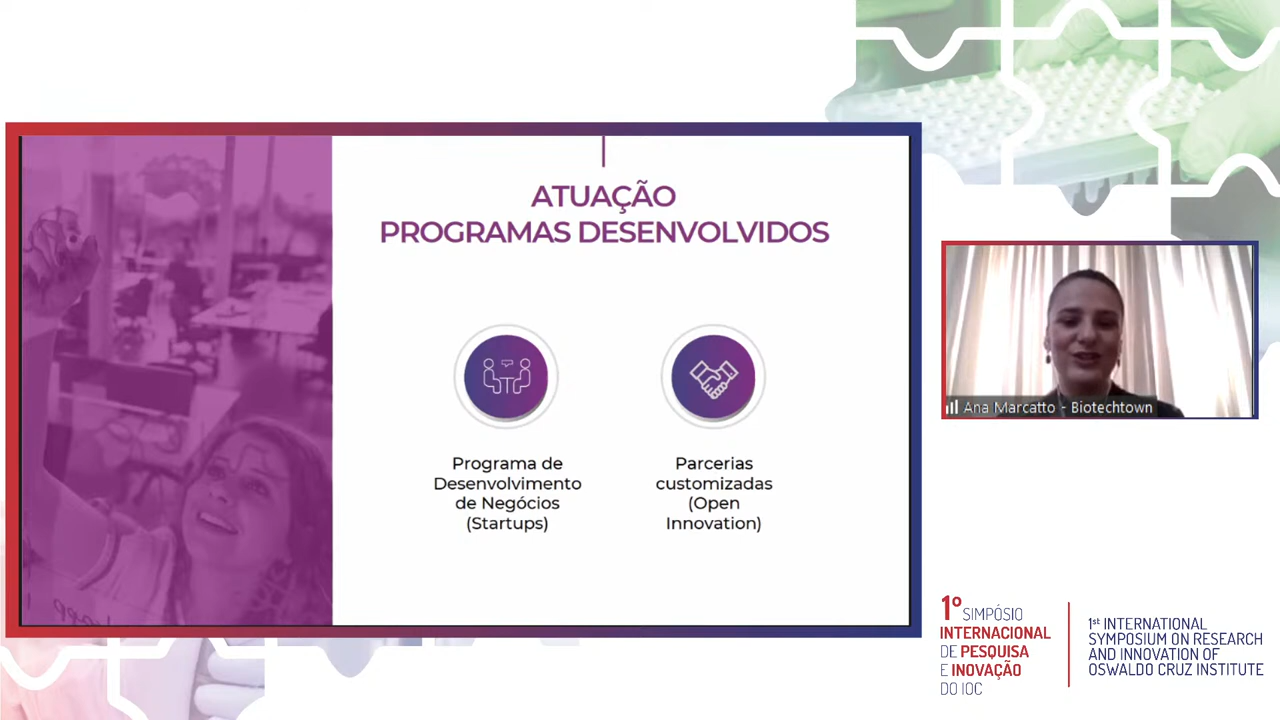 ATUAÇÃO
PROGRAMAS DESENVOLVIDOS
Programa de
Desenvolvimento
de Negócios
(Startups)
Parcerias
customizadas
(Open
Innovation)
Ana Marcatto - Biotechtown
1º SIMPÓSIO
INTERNACIONAL
DE PESQUISA
E INOVAÇÃO
DO IOC
1st INTERNATIONAL
SYMPOSIUM ON RESEARCH
AND INNOVATION OF
OSWALDO CRUZ INSTITUTE